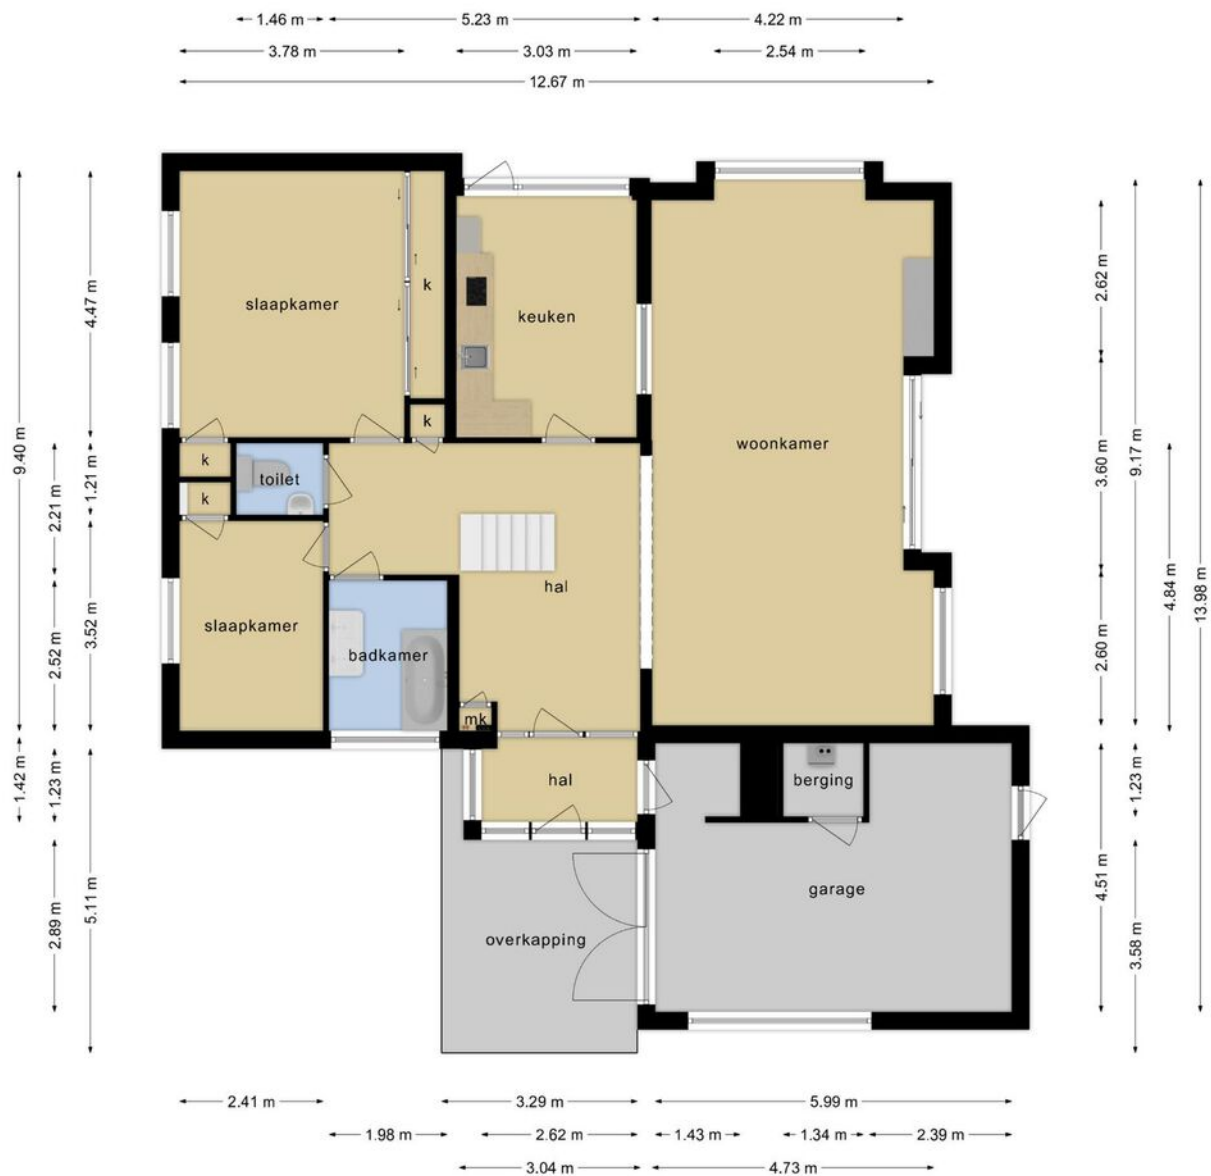 1.46 m
5.23 m
4.22 m
3.78 m
3.03 m
2.54 m
12.67 m
9.40 m
4.47 m
slaapkamer
k
keuken
woonkamer
2.62 m
k
k
toilet
k
1.21 m
2.21 m
3.60 m
9.17 m
hal
slaapkamer
badkamer
mk
2.52 m
3.52 m
2.60 m
4.84 m
13.98 m
1.42 m
1.23 m
hal
berging
1.23 m
garage
overkapping
2.89 m
5.11 m
4.51 m
3.58 m
2.41 m
3.29 m
5.99 m
1.98 m
2.62 m
1.43 m
1.34 m
2.39 m
3.04 m
4.73 m